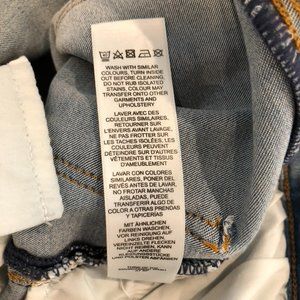 WASH WITH SIMILAR
COLOURS, TURN INSIDE
OUT BEFORE CLEANING,
DO NOT RUB ISOLATED
STAINS, COLOUR MAY
TRANSFER ONTO OTHER
GARMENTS AND
UPHOLSTERY
LAVER AVEC DES
COULEURS SIMILAIRES,
RETOURNER SUR
L'ENVERS AVANT LAVAGE,
NE PAS FROTTER SUR
LES TACHES ISOLÉES, LES
COULEURS PEUVENT
DÉTEINDRE SUR D'AUTRES
VÊTEMENTS ET TISSUS
D'AMEUBLEMENT
LAVAR CON COLORES
SIMILARES, PONER DEL
REVÉS ANTES DE LAVAR,
NO FROTAR MANCHAS
AISLADAS, PUEDE
TRANSFERIR ALGO DE
COLOR A OTRAS PRENDAS
Y TAPICERÍAS
MIT ÄHNLICHEN
FARBEN WASCHEN,
VOR REINIGUNG AUF
LINKS DREHEN,
VEREINZELTE FLECKEN
NICHT REIBEN,